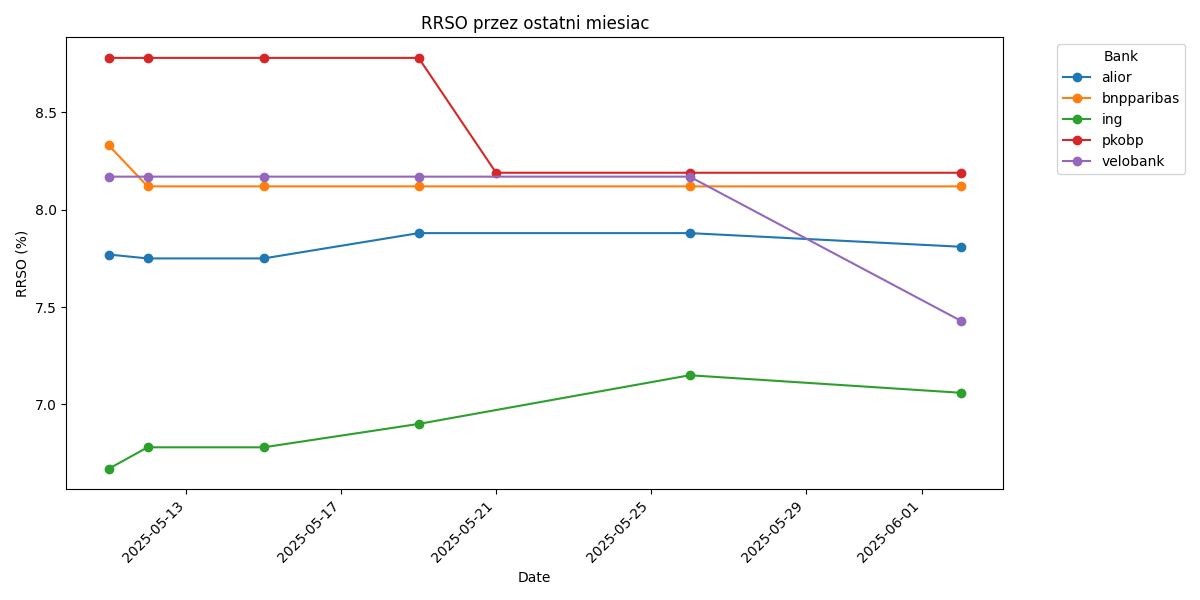 RRSO przez ostatni miesiac
Bank
alior
bnpparibas
ing
pkobp
velobank
RRSO (%)
8.5
8.0
7.5
7.0
2025-05-13
2025-05-17
2025-05-21
2025-05-25
2025-05-29
2025-06-01
Date